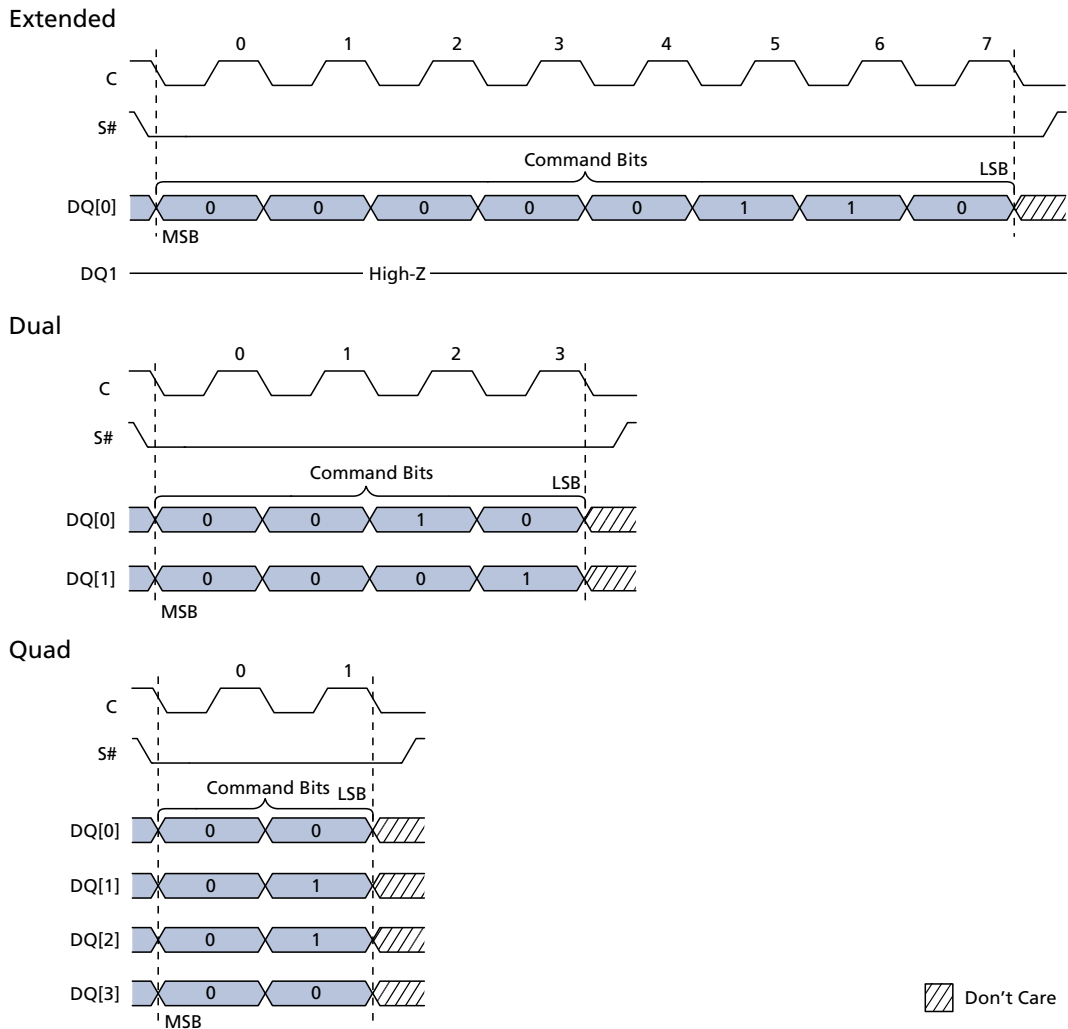 Extended
0 1 2 3 4 5 6 7
C
S#
Command Bits LSB
DQ[0] 0 0 0 0 0 1 1 0
MSB
DQ1 High-Z
Dual
0 1 2 3
C
S#
Command Bits LSB
DQ[0] 0 0 1 0
DQ[1] 0 0 0 1
MSB
Quad
0 1
C
S#
Command Bits LSB
DQ[0] 0 0
DQ[1] 0 1
DQ[2] 0 1
DQ[3] 0 0
MSB
Don't Care